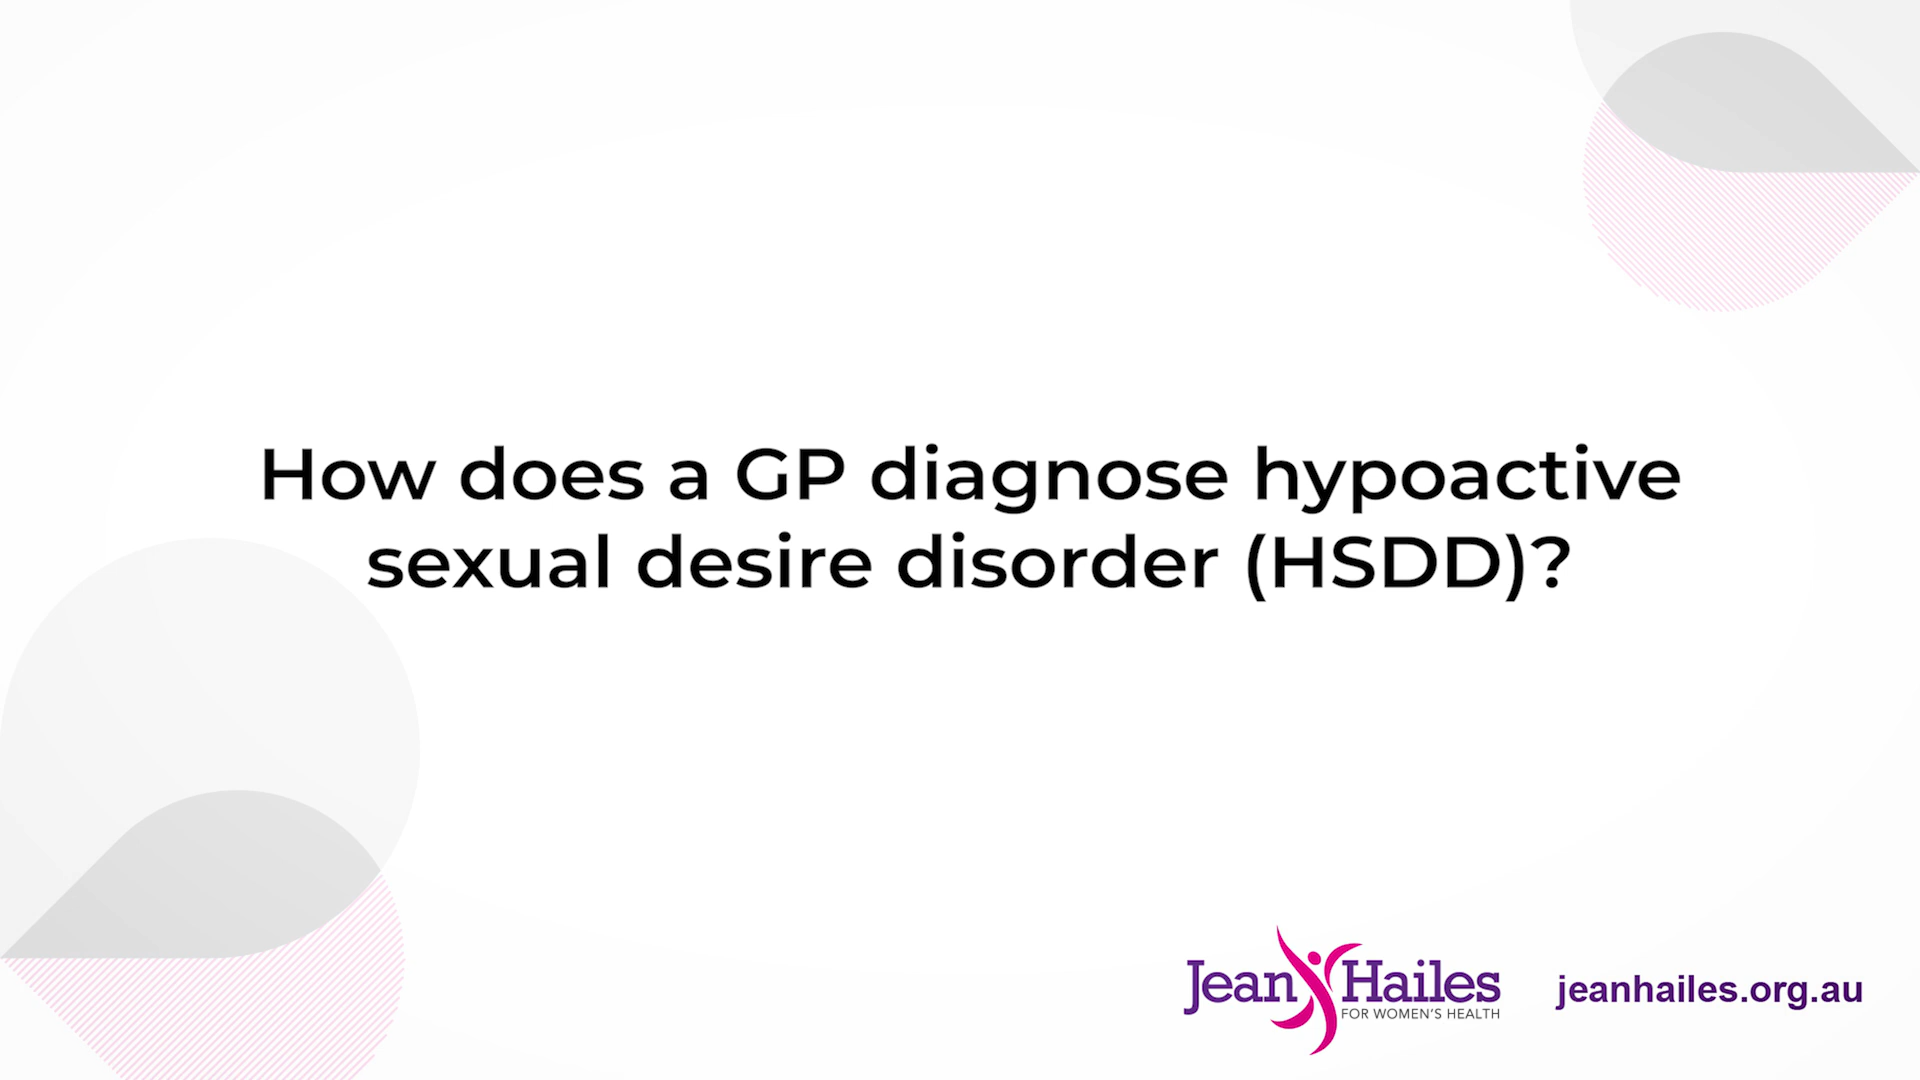 How does a GP diagnose hypoactive
sexual desire disorder (HSDD)?
Jean Hailes
FOR WOMEN'S HEALTH
jeanhailes.org.au